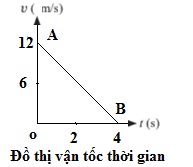 υ ( m/s)
12
A
6
B
t (s)
o
2
4
Đồ thị vận tốc thời gian